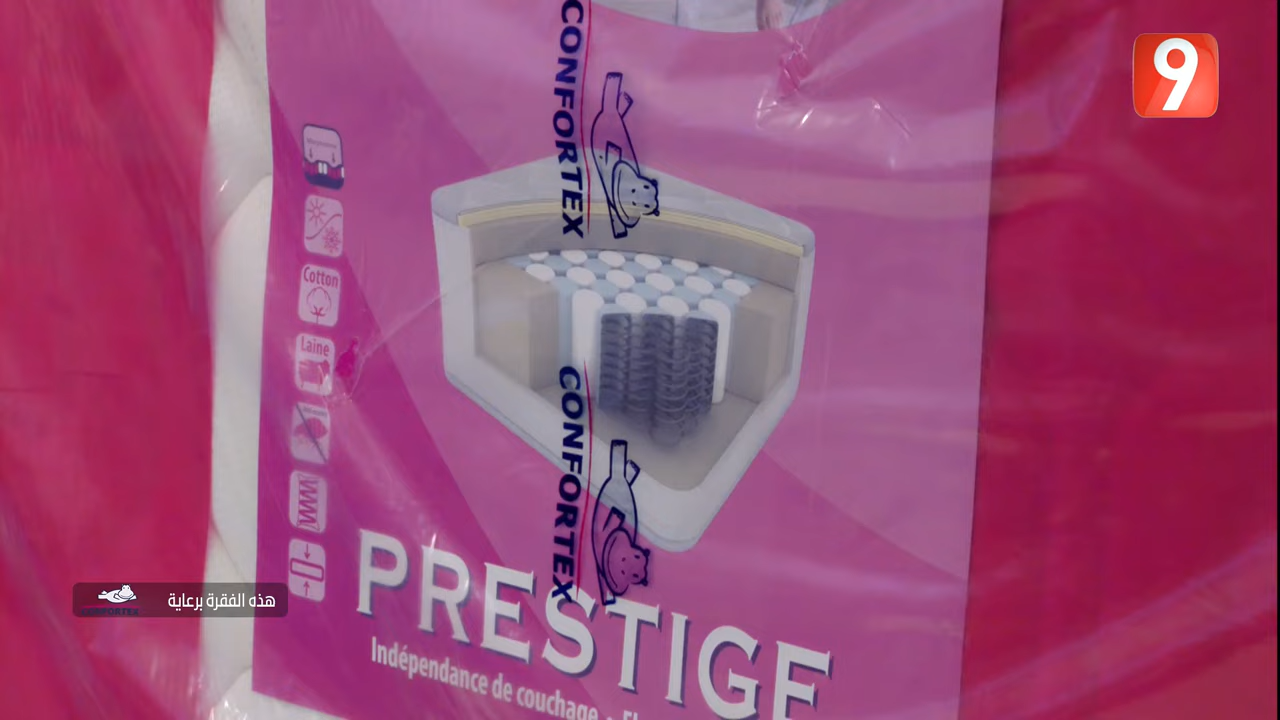 9
CONFORTEX
Cotton
Laine
CONFORTEX
PRESTIGE
Indépendance de couchage
هذه الفقرة برعاية
CONFORTEX